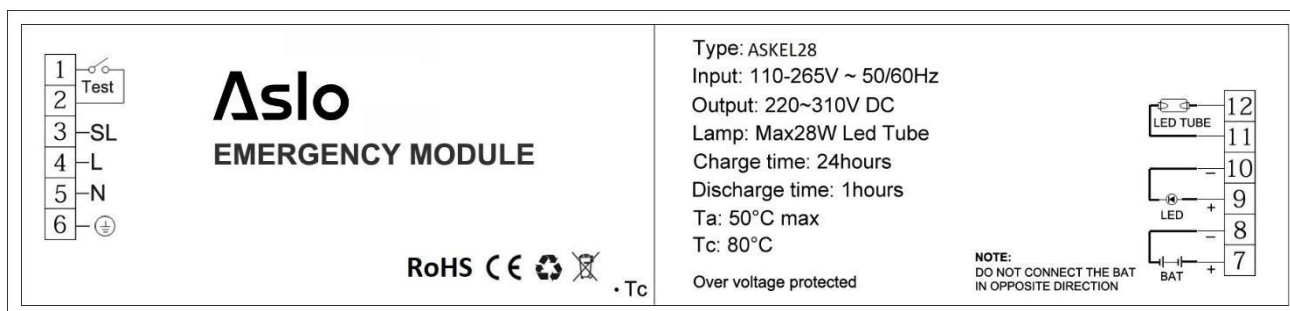 1
Test
2
3 SL
4 L
5 N
6
Aslo
EMERGENCY MODULE
RoHS CE
· Tc
Type: ASKEL28
Input: 110-265V ~ 50/60Hz
Output: 220~310V DC
Lamp: Max28W Led Tube
Charge time: 24hours
Discharge time: 1hours
Ta: 50°C max
Tc: 80°C
Over voltage protected
NOTE:
DO NOT CONNECT THE BAT
IN OPPOSITE DIRECTION
12
LED TUBE
11
– 10
LED + 9
– 8
BAT + 7